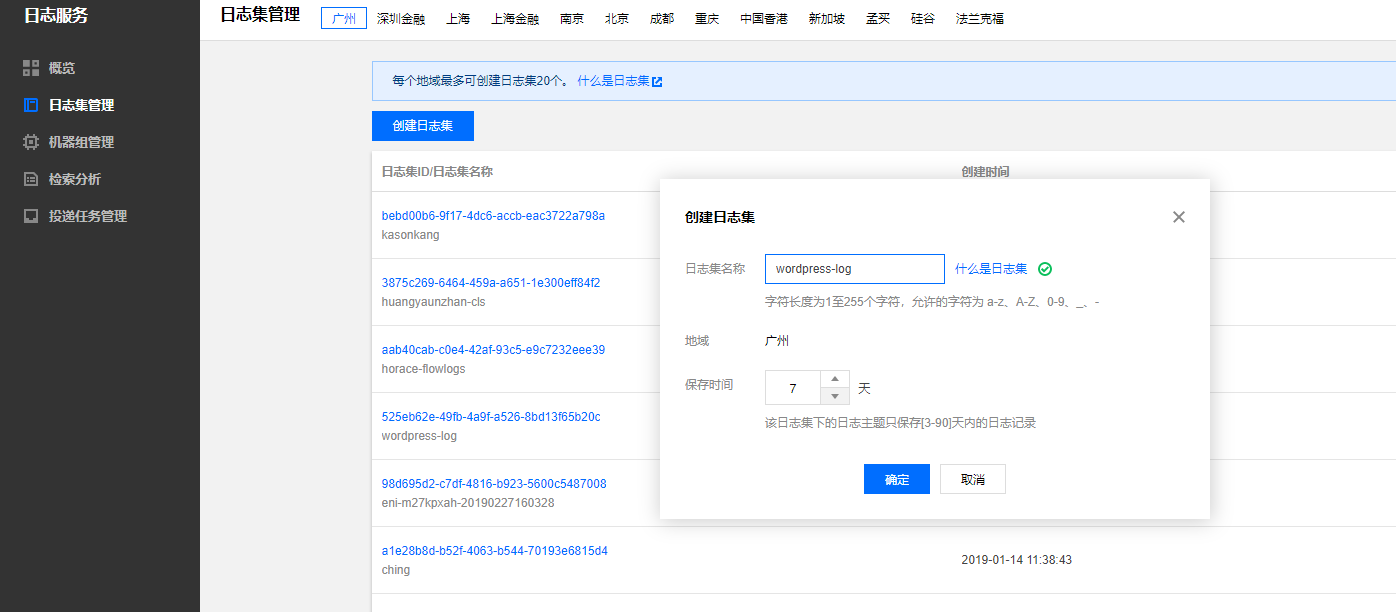 日志服务
概览
日志集管理
机器组管理
检索分析
投递任务管理
日志集管理 广州 深圳金融 上海 上海金融 南京 北京 成都 重庆 中国香港 新加坡 孟买 硅谷 法兰克福
每个地域最多可创建日志集20个。 什么是日志集
创建日志集
日志集ID/日志集名称 创建时间
bebd00b6-9f17-4dc6-accb-eac3722a798a
kasonkang
3875c269-6464-459a-a651-1e300eff84f2
huangyaunzhan-cls
aab40cab-c0e4-42af-93c5-e9c7232eee39
horace-flowlogs
525eb62e-49fb-4a9f-a526-8bd13f65b20c
wordpress-log
98d695d2-c7df-4816-b923-5600c5487008
eni-m27kpxah-20190227160328
a1e28b8d-b52f-4063-b544-70193e6815d4
ching
2019-01-14 11:38:43
创建日志集
日志集名称 wordpress-log 什么是日志集
字符长度为1至255个字符，允许的字符为 a-z、A-Z、0-9、_、-
地域 广州
保存时间 7 天
该日志集下的日志主题只保存[3-90]天内的日志记录
确定 取消